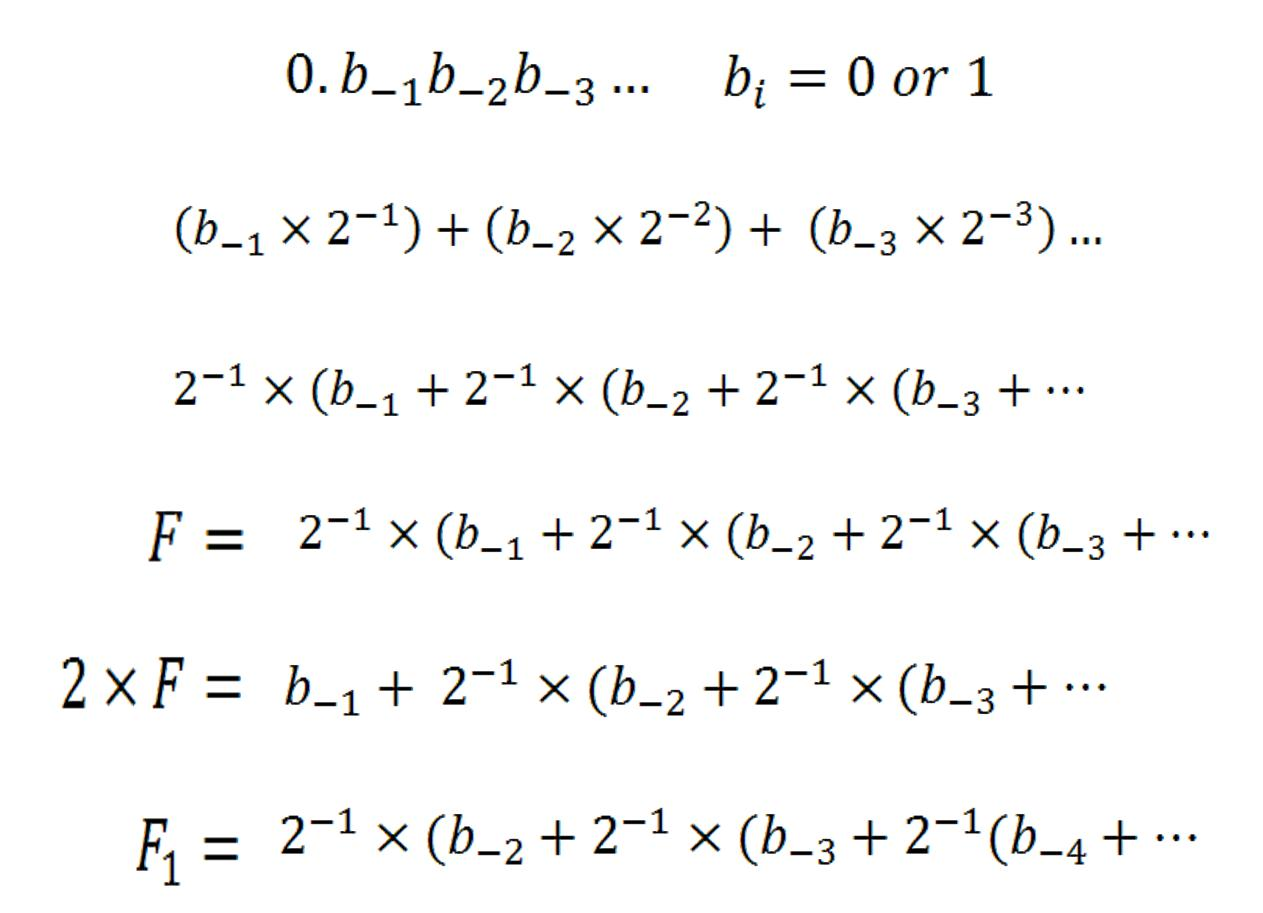 0. b₋₁b₋₂b₋₃ … bᵢ = 0 or 1
(b₋₁ × 2⁻¹) + (b₋₂ × 2⁻²) + (b₋₃ × 2⁻³) …
2⁻¹ × (b₋₁ + 2⁻¹ × (b₋₂ + 2⁻¹ × (b₋₃ + ⋯
F = 2⁻¹ × (b₋₁ + 2⁻¹ × (b₋₂ + 2⁻¹ × (b₋₃ + ⋯
2 × F = b₋₁ + 2⁻¹ × (b₋₂ + 2⁻¹ × (b₋₃ + ⋯
F₁ = 2⁻¹ × (b₋₂ + 2⁻¹ × (b₋₃ + 2⁻¹(b₋₄ + ⋯